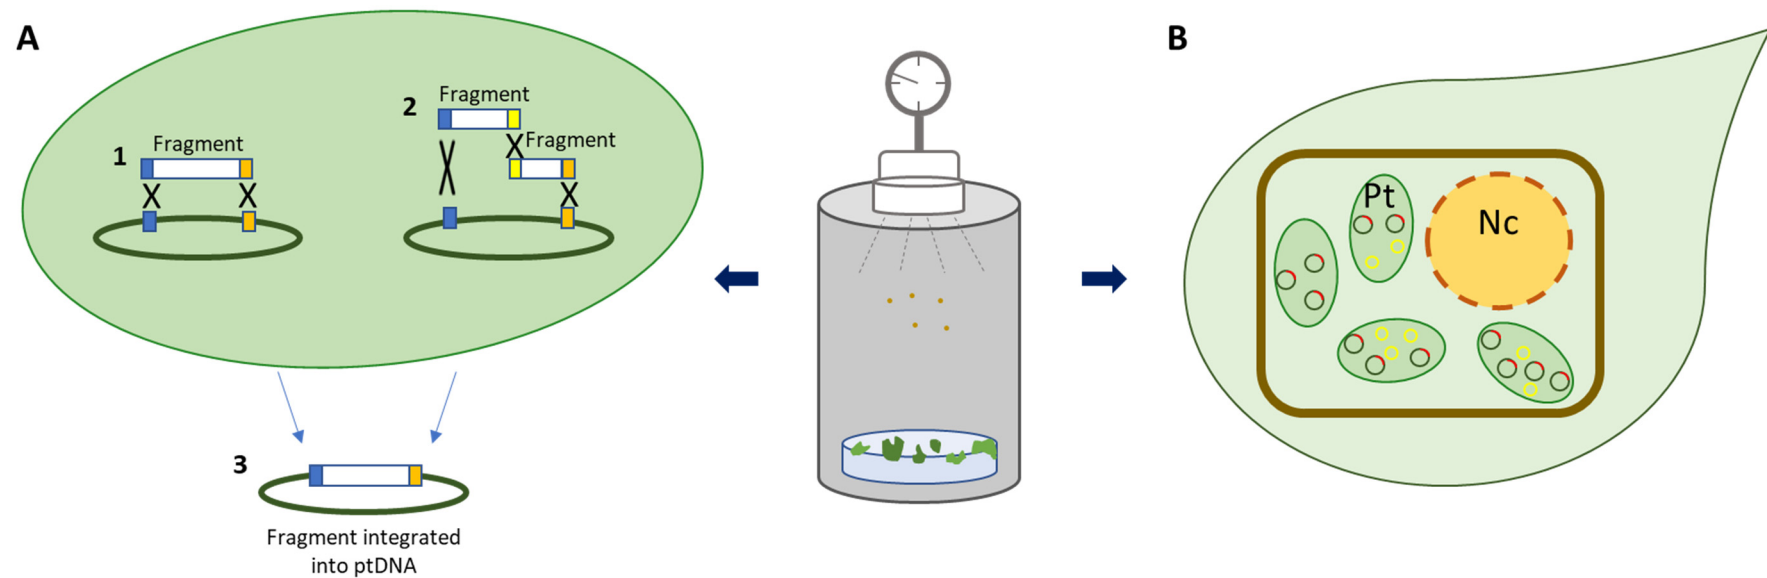 A
B
2
Fragment
Fragment
1
Fragment
Pt
Nc
3
Fragment integrated
into ptDNA